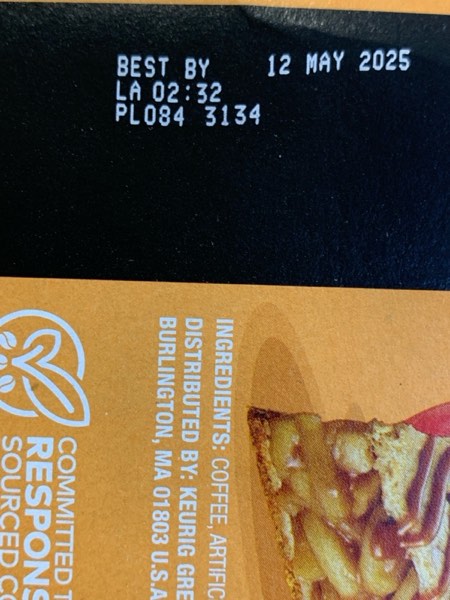 BEST BY 12 MAY 2025
LA 02:32
PL084 3134
INGREDIENTS: COFFEE, ARTIFIC
DISTRIBUTED BY: KEURIG GRE
BURLINGTON, MA 01803 U.S.A
COMMITTED T
RESPONS
SOURCED CO